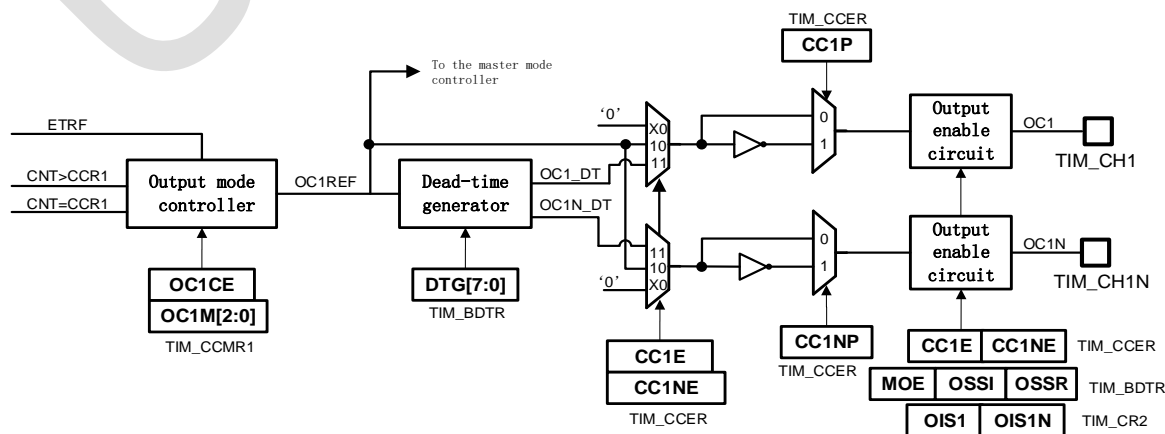 TIM_CCER
CC1P
To the master mode
controller
‘0’
ETRF
X0
10
11
0
1
Output
enable
circuit
OC1
TIM_CH1
CNT>CCR1
CNT=CCR1
Output mode
controller
OC1REF
Dead-time
generator
OC1_DT
OC1N_DT
11
10
X0
‘0’
0
1
Output
enable
circuit
OC1N
TIM_CH1N
OC1CE
OC1M[2:0]
TIM_CCMR1
DTG[7:0]
TIM_BDTR
CC1E
CC1NE
TIM_CCER
CC1NP
TIM_CCER
CC1E
CC1NE
TIM_CCER
MOE
OSSI
OSSR
TIM_BDTR
OIS1
OIS1N
TIM_CR2